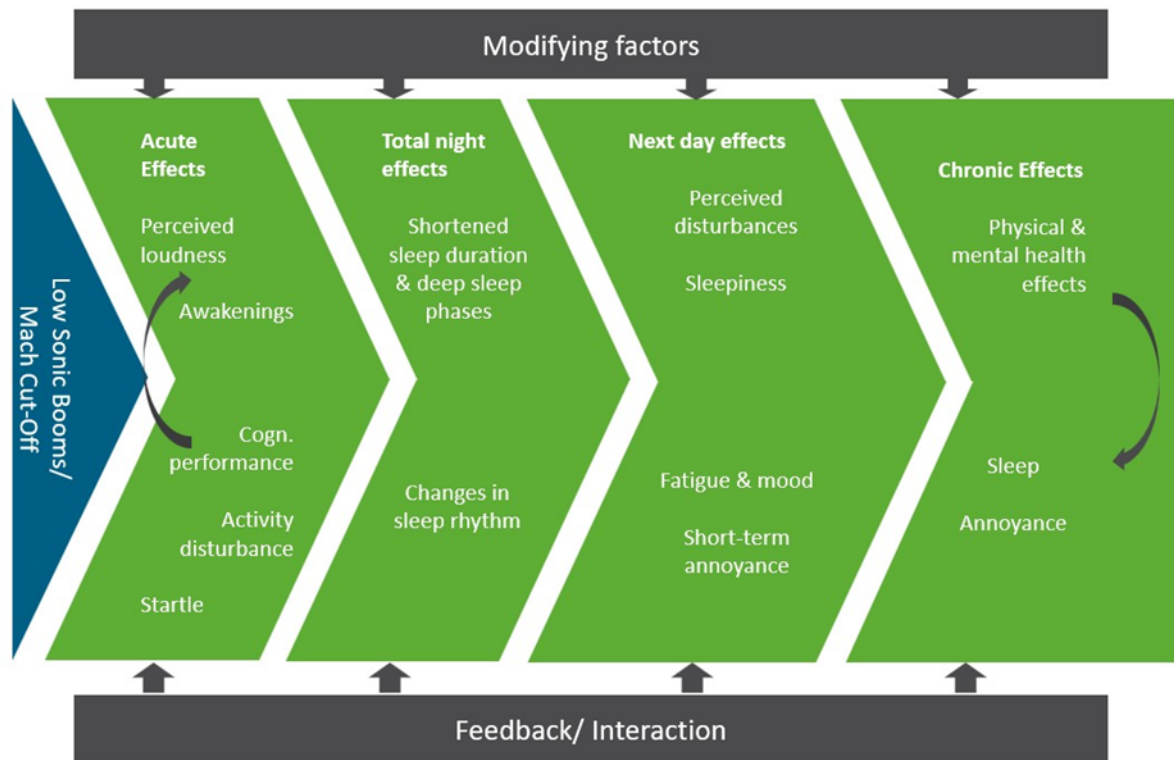 Modifying factors
Low Sonic Booms/
Mach Cut-Off
Acute
Effects
Perceived
loudness
Awakenings
Cogn.
performance
Activity
disturbance
Startle
Total night
effects
Shortened
sleep duration
& deep sleep
phases
Changes in
sleep rhythm
Next day effects
Perceived
disturbances
Sleepiness
Fatigue & mood
Short-term
annoyance
Chronic Effects
Physical &
mental health
effects
Sleep
Annoyance
Feedback/ Interaction